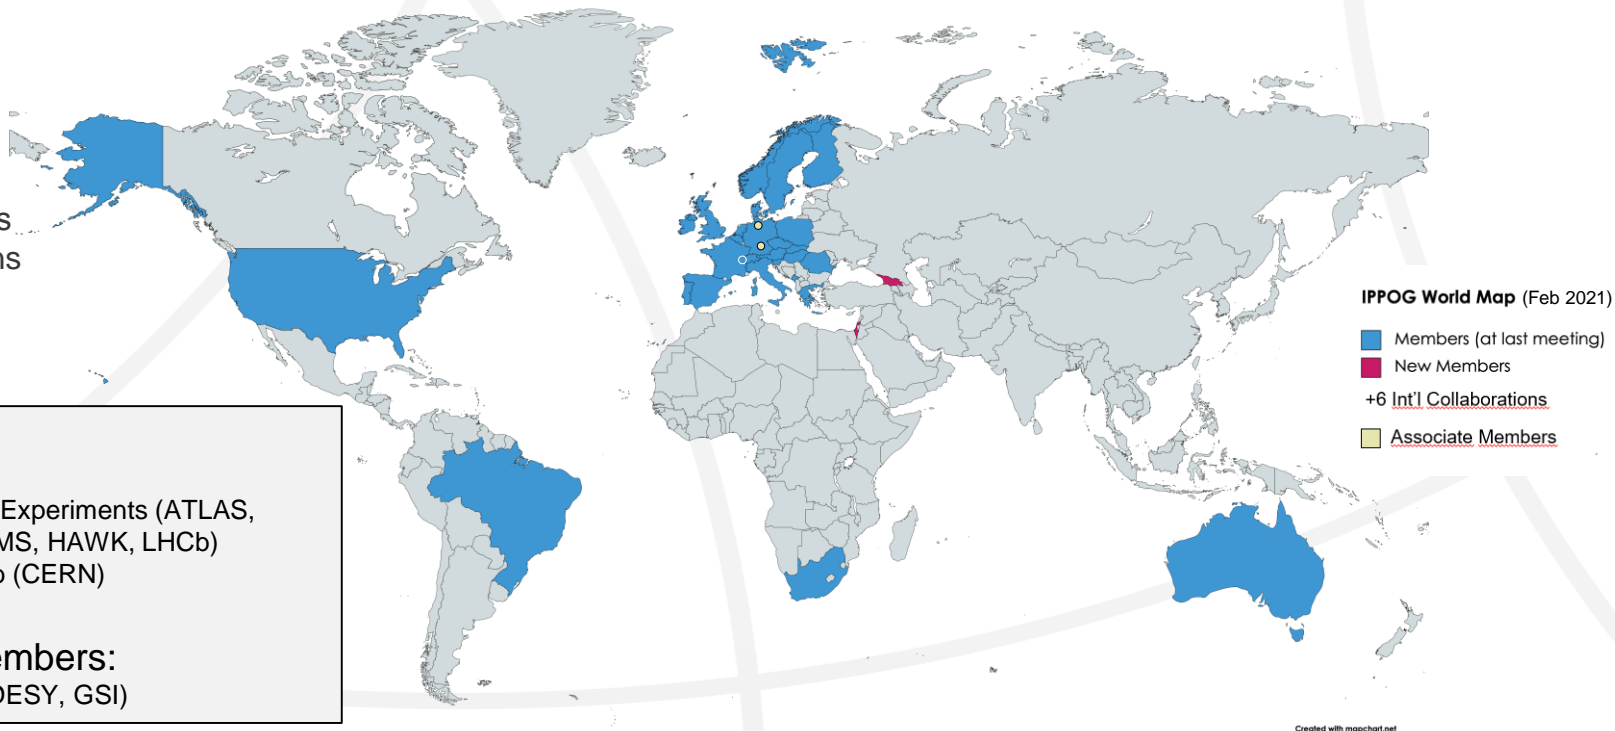 s
ns
Experiments (ATLAS,
MS, HAWK, LHCb)
(CERN)
embers:
DESY, GSI)
IPPOG World Map (Feb 2021)
Members (at last meeting)
New Members
+6 Int'l Collaborations
Associate Members
Created with mapchart.net